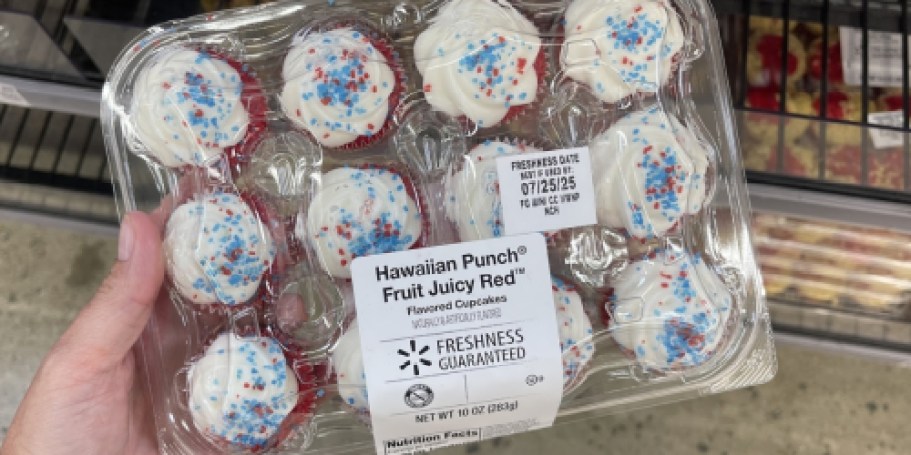 FRESHNESS DATE
BEST IF USED BY:
07/25/25
Hawaiian Punch®
Fruit Juicy Red™
Flavored Cupcakes
NATURALLY & ARTIFICIALLY FLAVORED
FRESHNESS
GUARANTEED
NET WT 10 OZ (283g)
Nutrition Facts